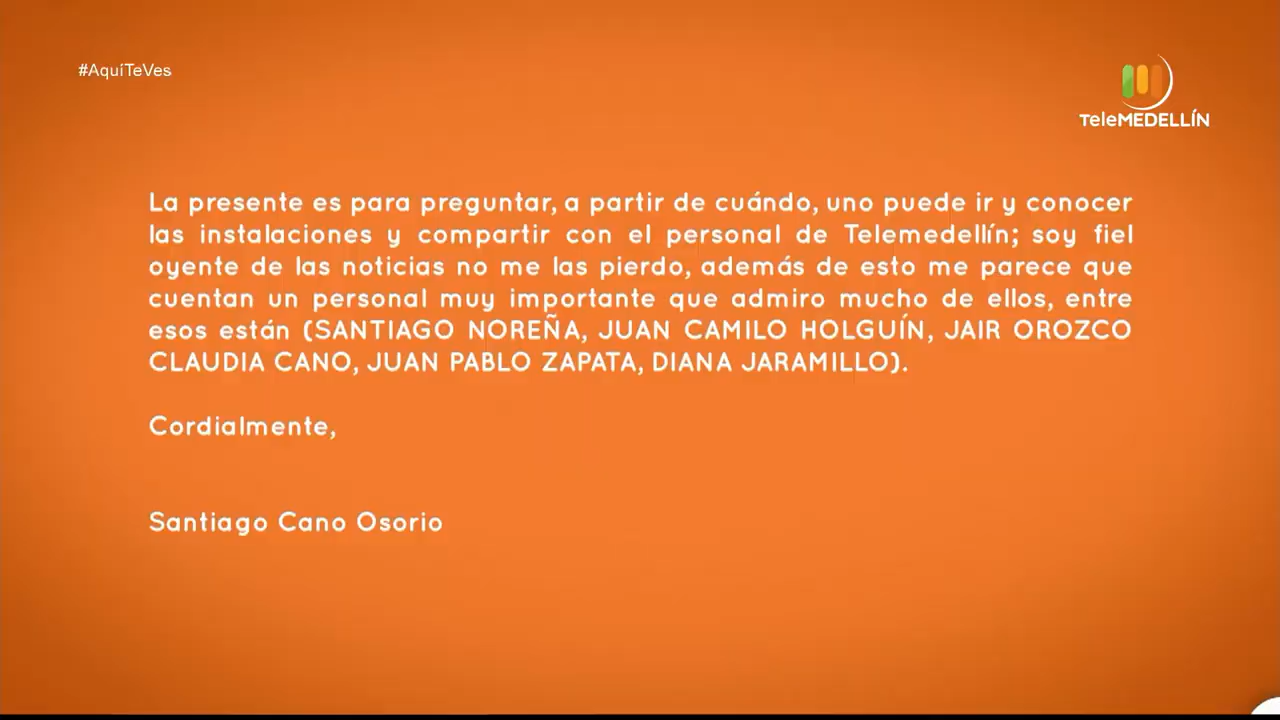 #AquíTeVes
TeleMEDELLÍN
La presente es para preguntar, a partir de cuándo, uno puede ir y conocer
las instalaciones y compartir con el personal de Telemedellín; soy fiel
oyente de las noticias no me las pierdo, además de esto me parece que
cuentan un personal muy importante que admiro mucho de ellos, entre
esos están (SANTIAGO NOREÑA, JUAN CAMILO HOLGUÍN, JAIR OROZCO
CLAUDIA CANO, JUAN PABLO ZAPATA, DIANA JARAMILLO).
Cordialmente,
Santiago Cano Osorio